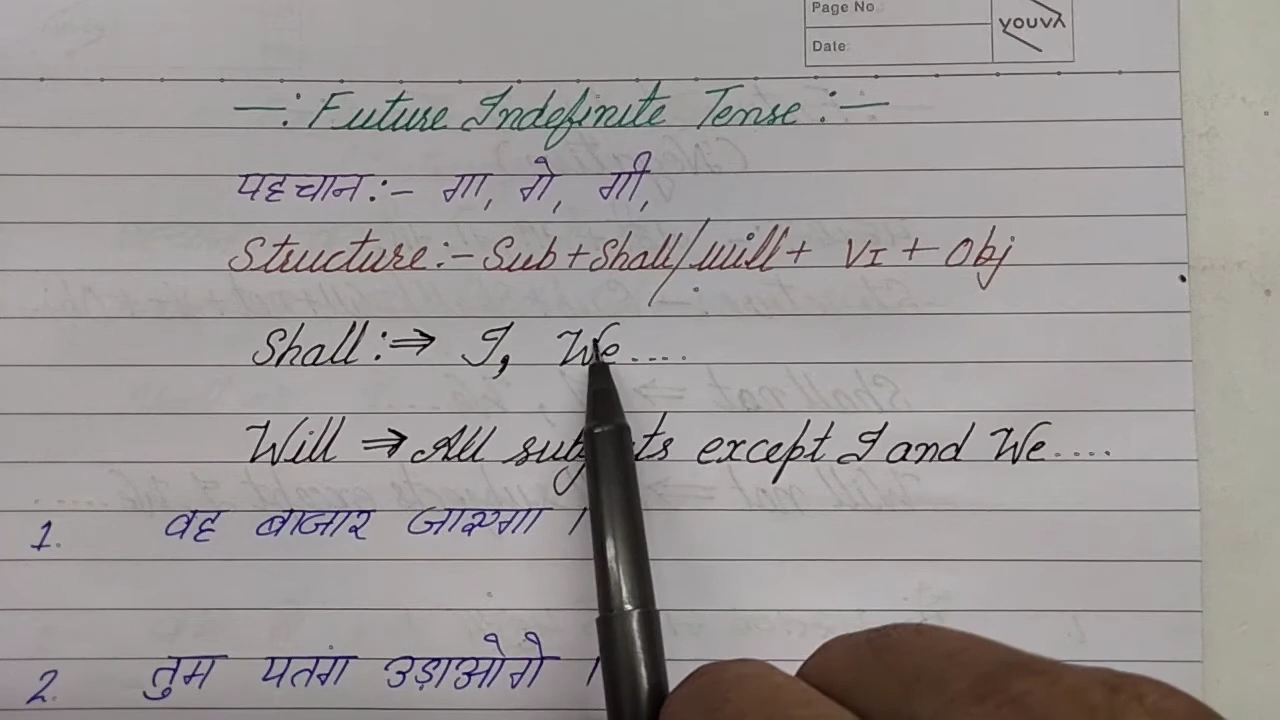 Page No.
youva
Date:
—: Future Indefinite Tense :—
पहचान :- गा, गे, गी,
Structure :- Sub + Shall/will + VI + Obj
Shall :⇒ I, We....
Will ⇒ All subjects except I and We....
1. वह बाजार जाएगा ।
2. तुम पतंग उड़ाओगे ।